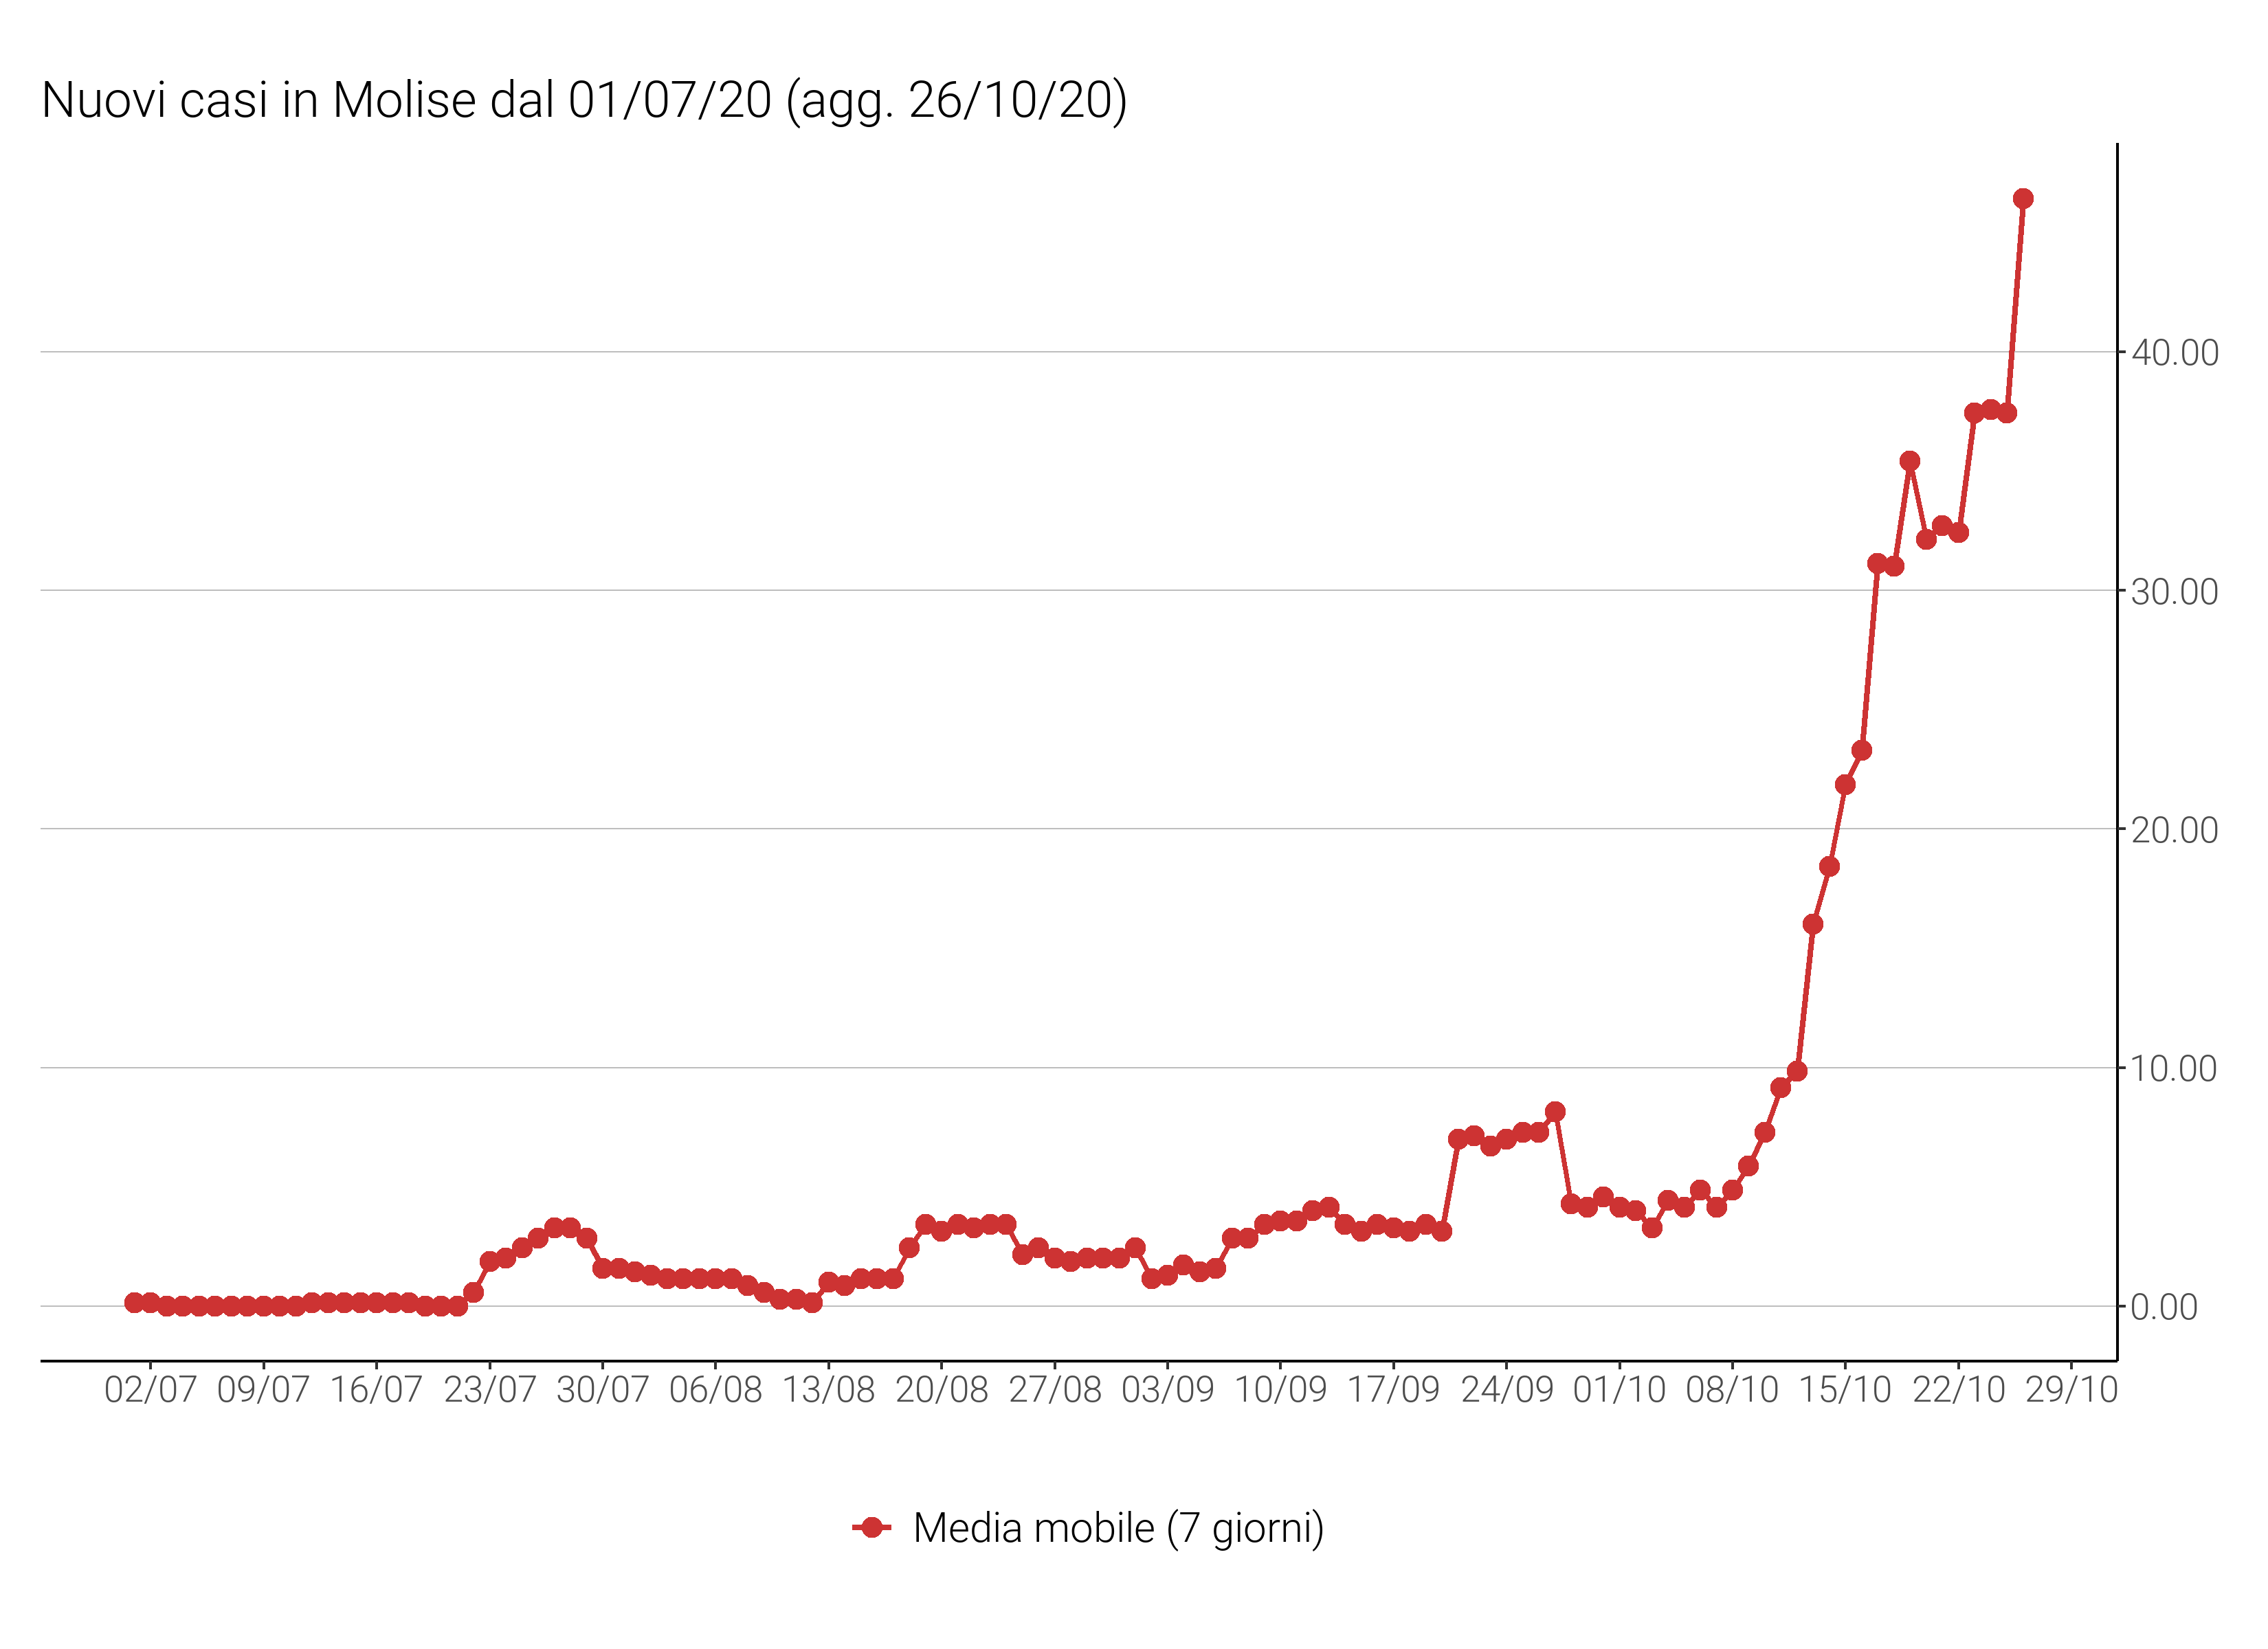 Nuovi casi in Molise dal 01/07/20 (agg. 26/10/20)
40.00
30.00
20.00
10.00
0.00
02/07 09/07 16/07 23/07 30/07 06/08 13/08 20/08 27/08 03/09 10/09 17/09 24/09 01/10 08/10 15/10 22/10 29/10
Media mobile (7 giorni)